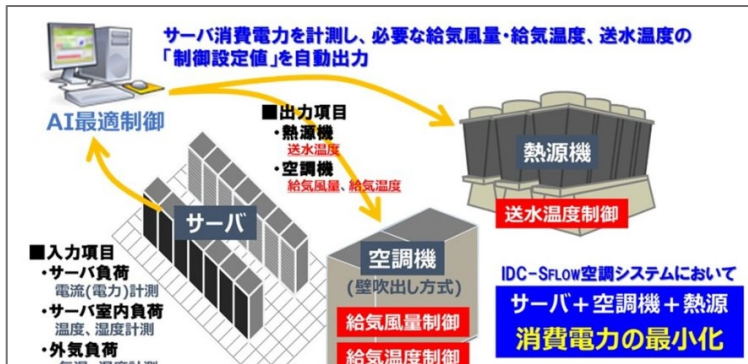 サーバ消費電力を計測し、必要な給気風量・給気温度、送水温度の
「制御設定値」を自動出力
AI最適制御
■出力項目
・熱源機
送水温度
・空調機
給気風量、給気温度
熱源機
送水温度制御
サーバ
■入力項目
・サーバ負荷
電流(電力)計測
・サーバ室内負荷
温度、湿度計測
・外気負荷
空調機
(壁吹出し方式)
給気風量制御
給気温度制御
IDC-SFLOW空調システムにおいて
サーバ+空調機+熱源
消費電力の最小化